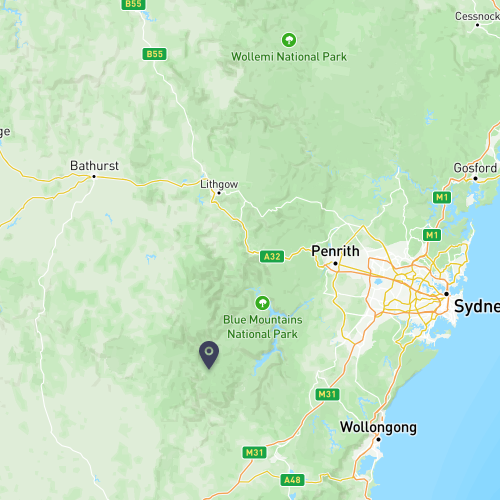 B55
Cessnock
Wollemi National Park
B55
ge
Bathurst
Lithgow
Gosford
M1
M1
A32
Penrith
Sydne
Blue Mountains
National Park
M31
Wollongong
M31
A48